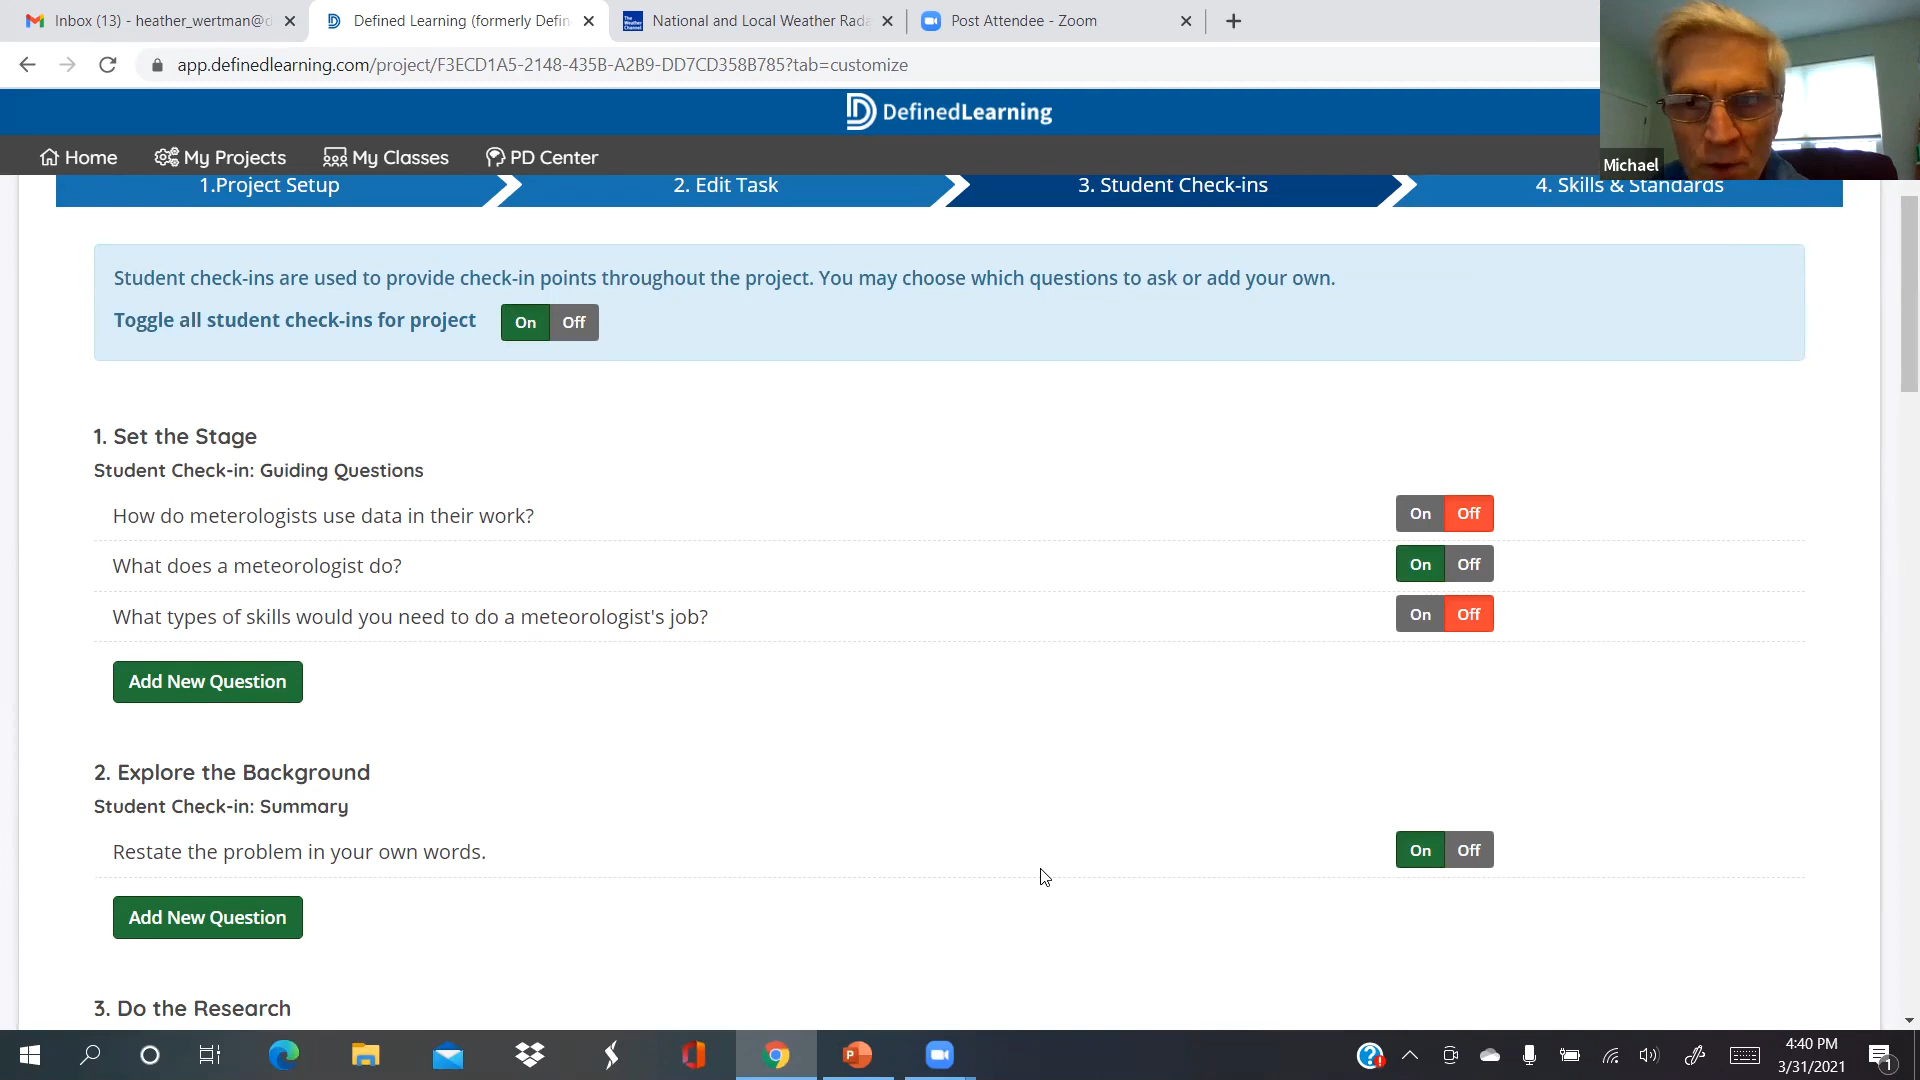 Inbox (13) - heather_wertman@d
Defined Learning (formerly Defin
National and Local Weather Rada
Post Attendee - Zoom
app.definedlearning.com/project/F3ECD1A5-2148-435B-A2B9-DD7CD358B785?tab=customize
DefinedLearning
Home
My Projects
My Classes
PD Center
Michael
1.Project Setup
2. Edit Task
3. Student Check-ins
4. Skills & Standards
Student check-ins are used to provide check-in points throughout the project. You may choose which questions to ask or add your own.
Toggle all student check-ins for project
On Off
1. Set the Stage
Student Check-in: Guiding Questions
How do meterologists use data in their work?
On Off
What does a meteorologist do?
On Off
What types of skills would you need to do a meteorologist's job?
On Off
Add New Question
2. Explore the Background
Student Check-in: Summary
Restate the problem in your own words.
On Off
Add New Question
3. Do the Research
4:40 PM
3/31/2021
1